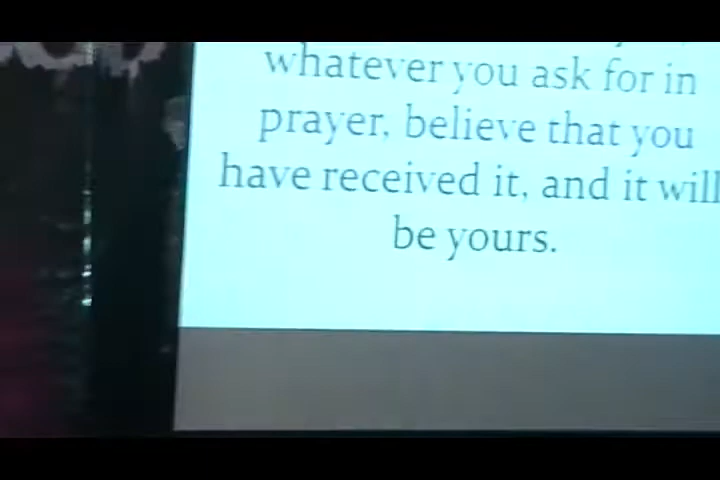 whatever you ask for in
prayer, believe that you
have received it, and it will
be yours.